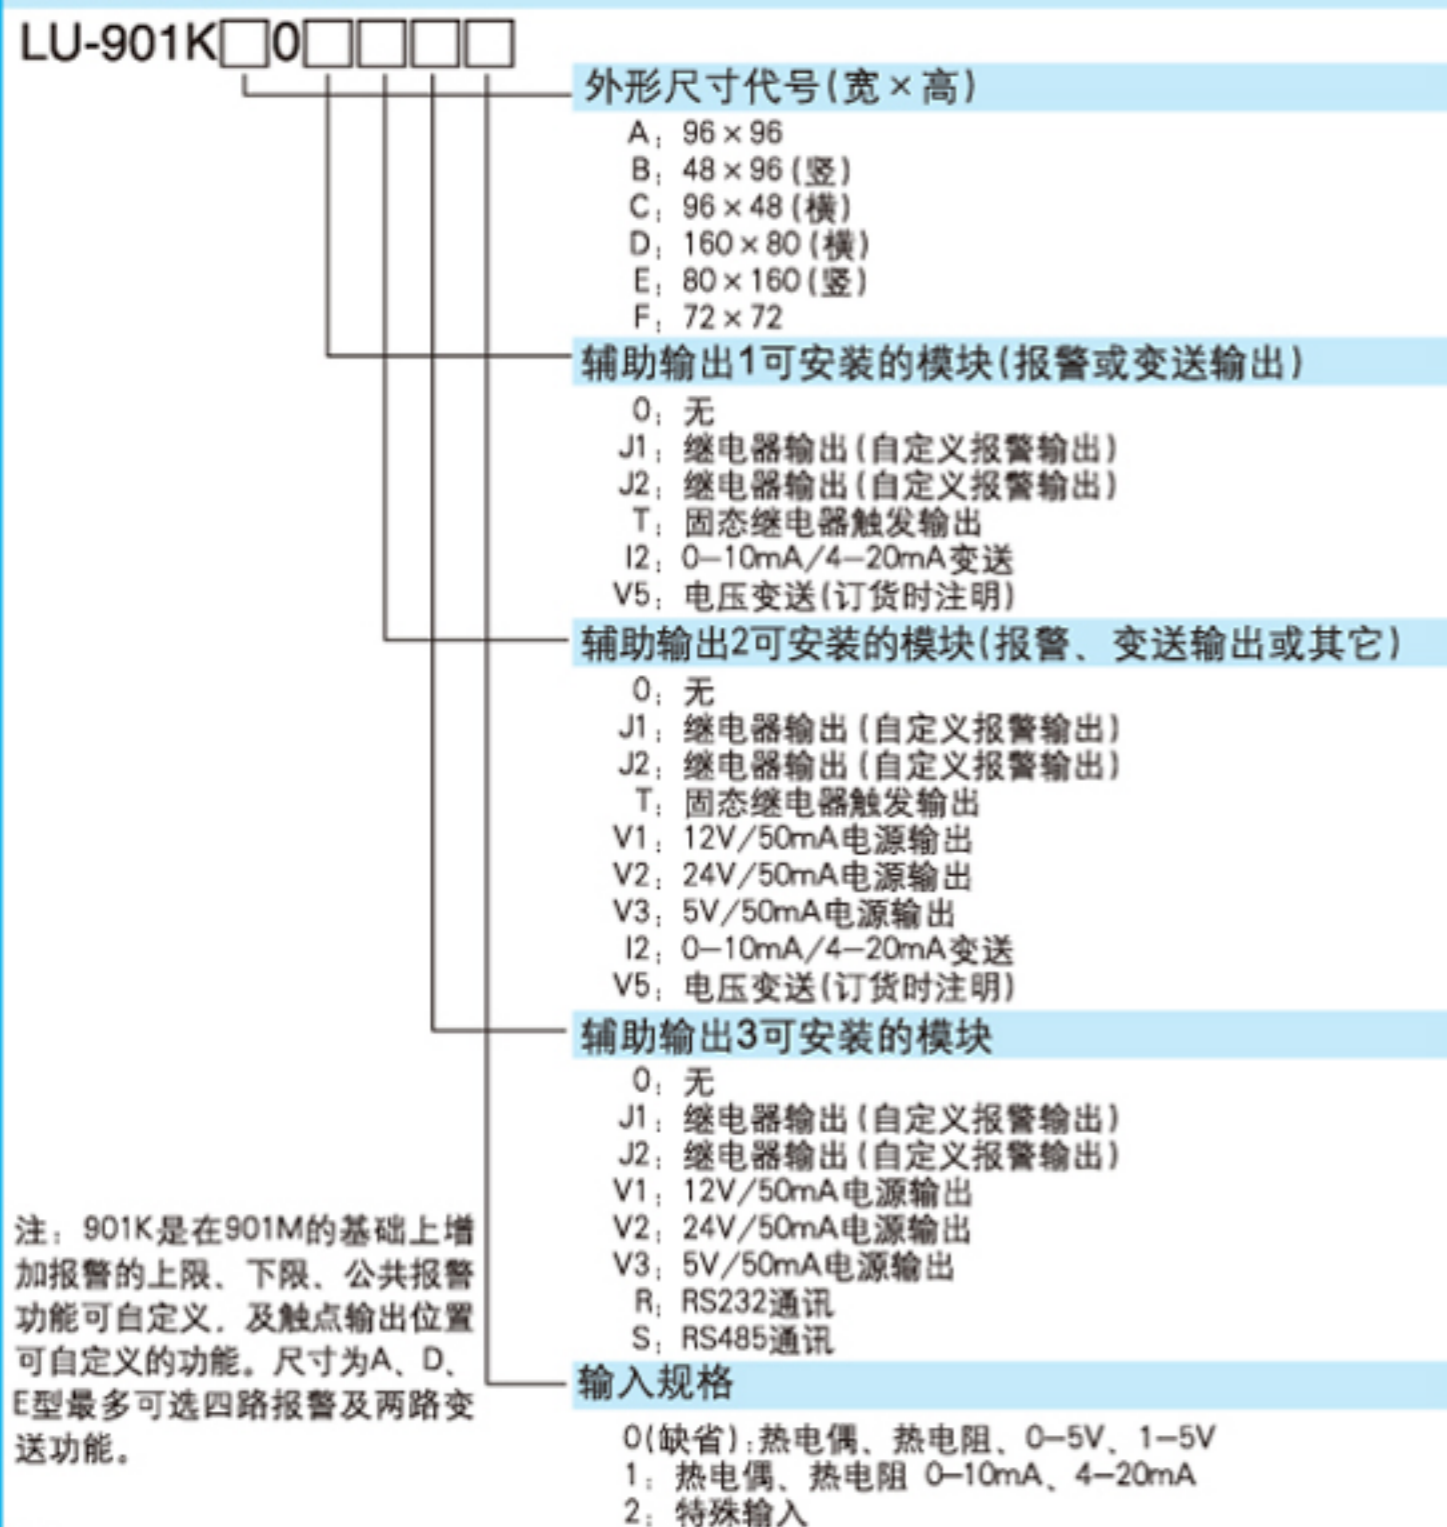 LU-901K□0□□□□
外形尺寸代号(宽×高)
A: 96×96
B: 48×96(竖)
C: 96×48(横)
D: 160×80(横)
E: 80×160(竖)
F: 72×72
辅助输出1可安装的模块(报警或变送输出)
0: 无
J1: 继电器输出(自定义报警输出)
J2: 继电器输出(自定义报警输出)
T: 固态继电器触发输出
I2: 0—10mA/4—20mA变送
V5: 电压变送(订货时注明)
辅助输出2可安装的模块(报警、变送输出或其它)
0: 无
J1: 继电器输出(自定义报警输出)
J2: 继电器输出(自定义报警输出)
T: 固态继电器触发输出
V1: 12V/50mA电源输出
V2: 24V/50mA电源输出
V3: 5V/50mA电源输出
I2: 0—10mA/4—20mA变送
V5: 电压变送(订货时注明)
辅助输出3可安装的模块
0: 无
J1: 继电器输出(自定义报警输出)
J2: 继电器输出(自定义报警输出)
V1: 12V/50mA电源输出
V2: 24V/50mA电源输出
V3: 5V/50mA电源输出
R: RS232通讯
S: RS485通讯
输入规格
0(缺省):热电偶、热电阻、0—5V、1—5V
1: 热电偶、热电阻 0—10mA、4—20mA
2: 特殊输入
注：901K是在901M的基础上增
加报警的上限、下限、公共报警
功能可自定义．及触点输出位置
可自定义的功能。尺寸为A、D、
E型最多可选四路报警及两路变
送功能。